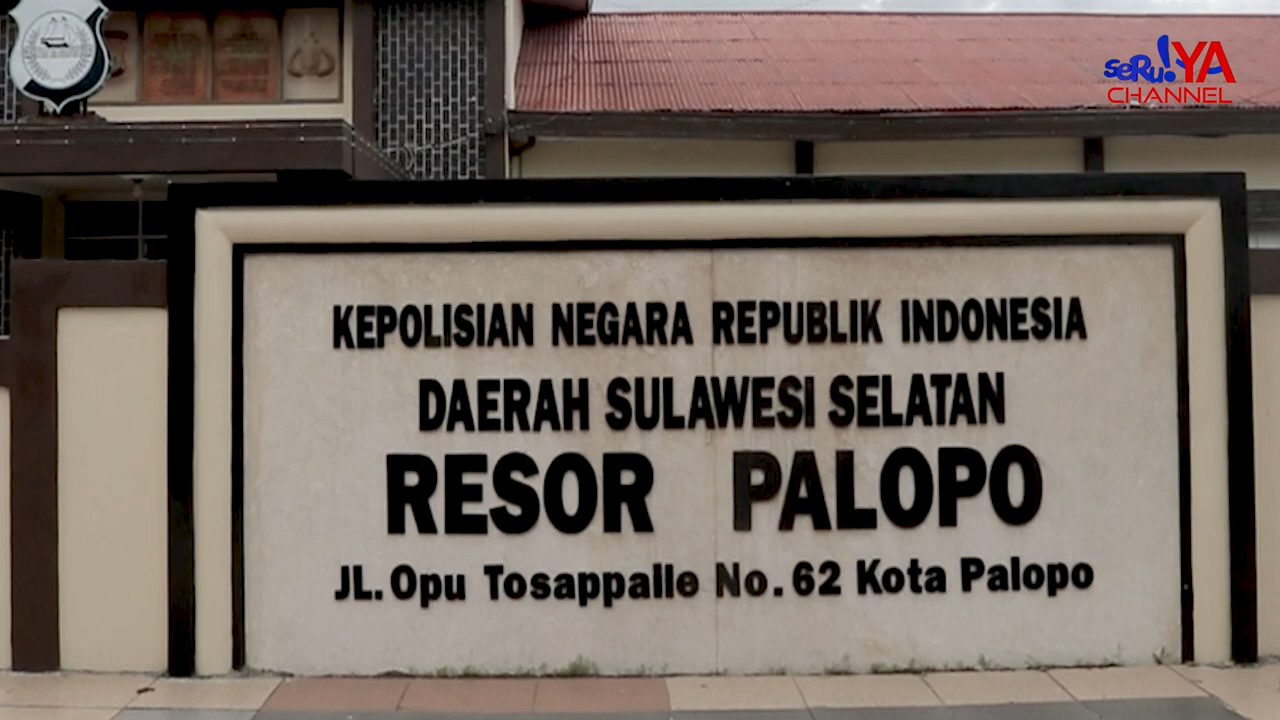 seRu!YA
CHANNEL
KEPOLISIAN NEGARA REPUBLIK INDONESIA
DAERAH SULAWESI SELATAN
RESOR PALOPO
JL. Opu Tosappalle No. 62 Kota Palopo